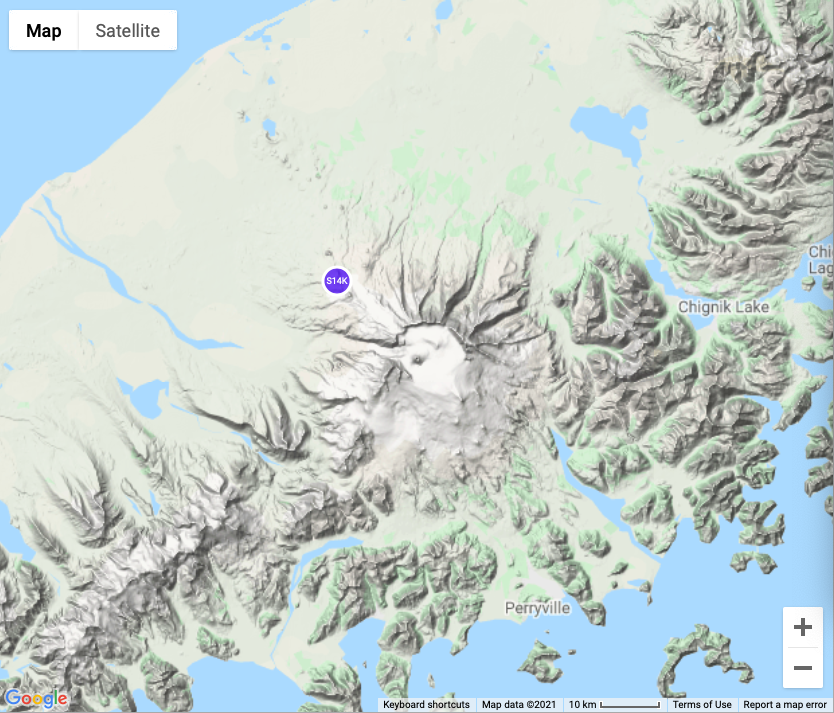 Map Satellite
Chi
Lag
S14K
Chignik Lake
Perryville
Google
Keyboard shortcuts Map data ©2021 10 km Terms of Use Report a map error